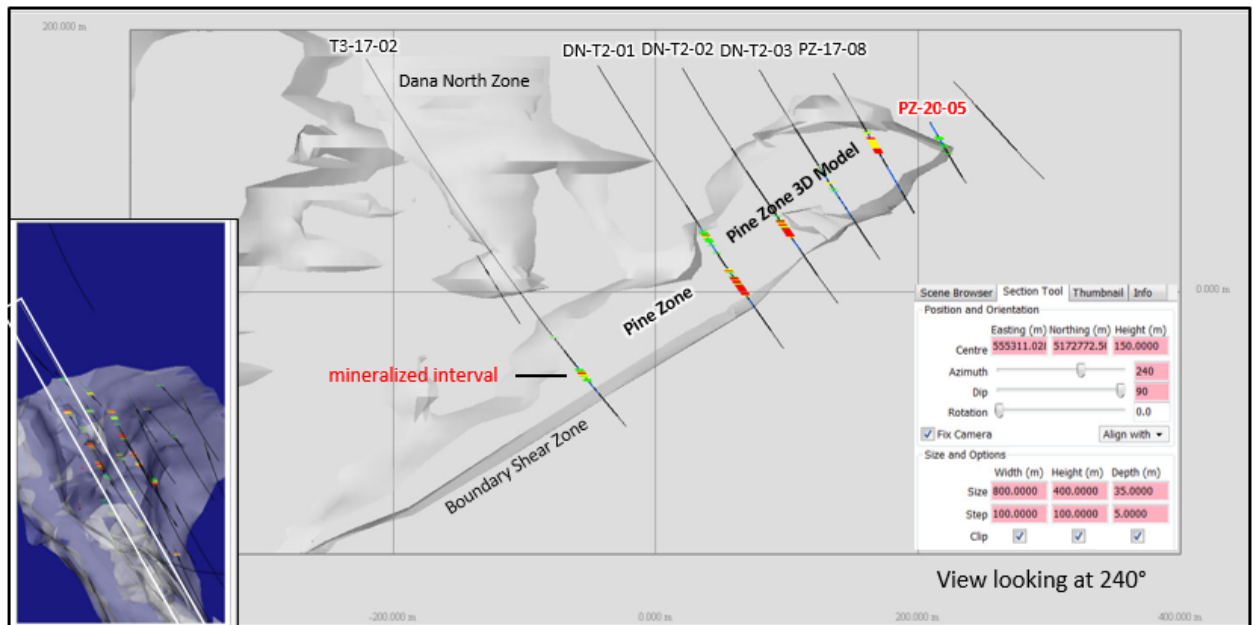 200.000 m
T3-17-02
DN-T2-01
DN-T2-02
DN-T2-03
PZ-17-08
Dana North Zone
PZ-20-05
Pine Zone 3D Model
Pine Zone
0.000 m
mineralized interval
Boundary Shear Zone
Scene Browser Section Tool Thumbnail Info
Position and Orientation
Easting (m) Northing (m) Height (m)
Centre 150.0000
Azimuth 240
Dip 90
Rotation 0.0
Fix Camera Align with
Size and Options
Width (m) Height (m) Depth (m)
Size 800.0000 400.0000 35.0000
Step 100.0000 100.0000 5.0000
Clip
View looking at 240°
-200.000 m
0.000 m
200.000 m
400.000 m